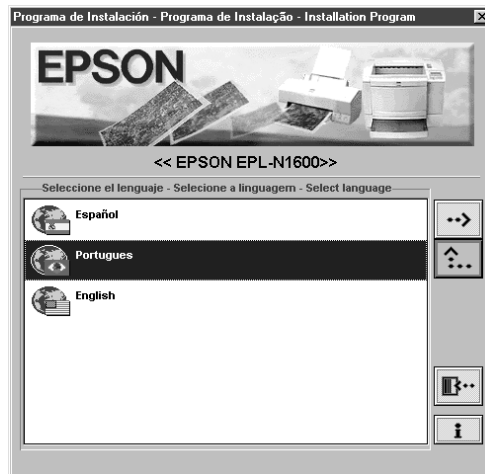 Programa de Instalación - Programa de Instalação - Installation Program
EPSON
<< EPSON EPL-N1600>>
Seleccione el lenguaje - Selecione a linguagem - Select language
Español
Portugues
English